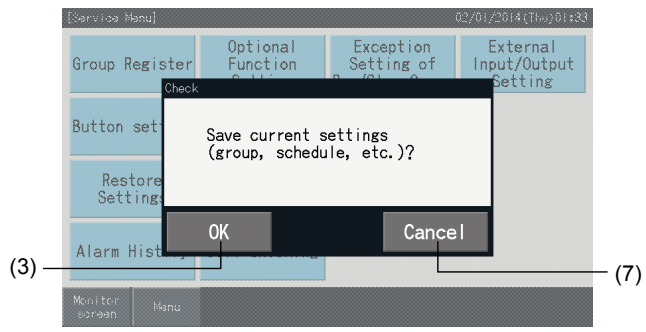 [Service Menu] 02/01/2014(Thu)01:33
Group Register
Optional
Function
Exception
Setting of
External
Input/Output
Setting
Check
Button set
Save current settings
(group, schedule, etc.)?
Restore
Settings
OK
Cancel
Alarm Hist
(3)
(7)
Monitor
screen
Menu